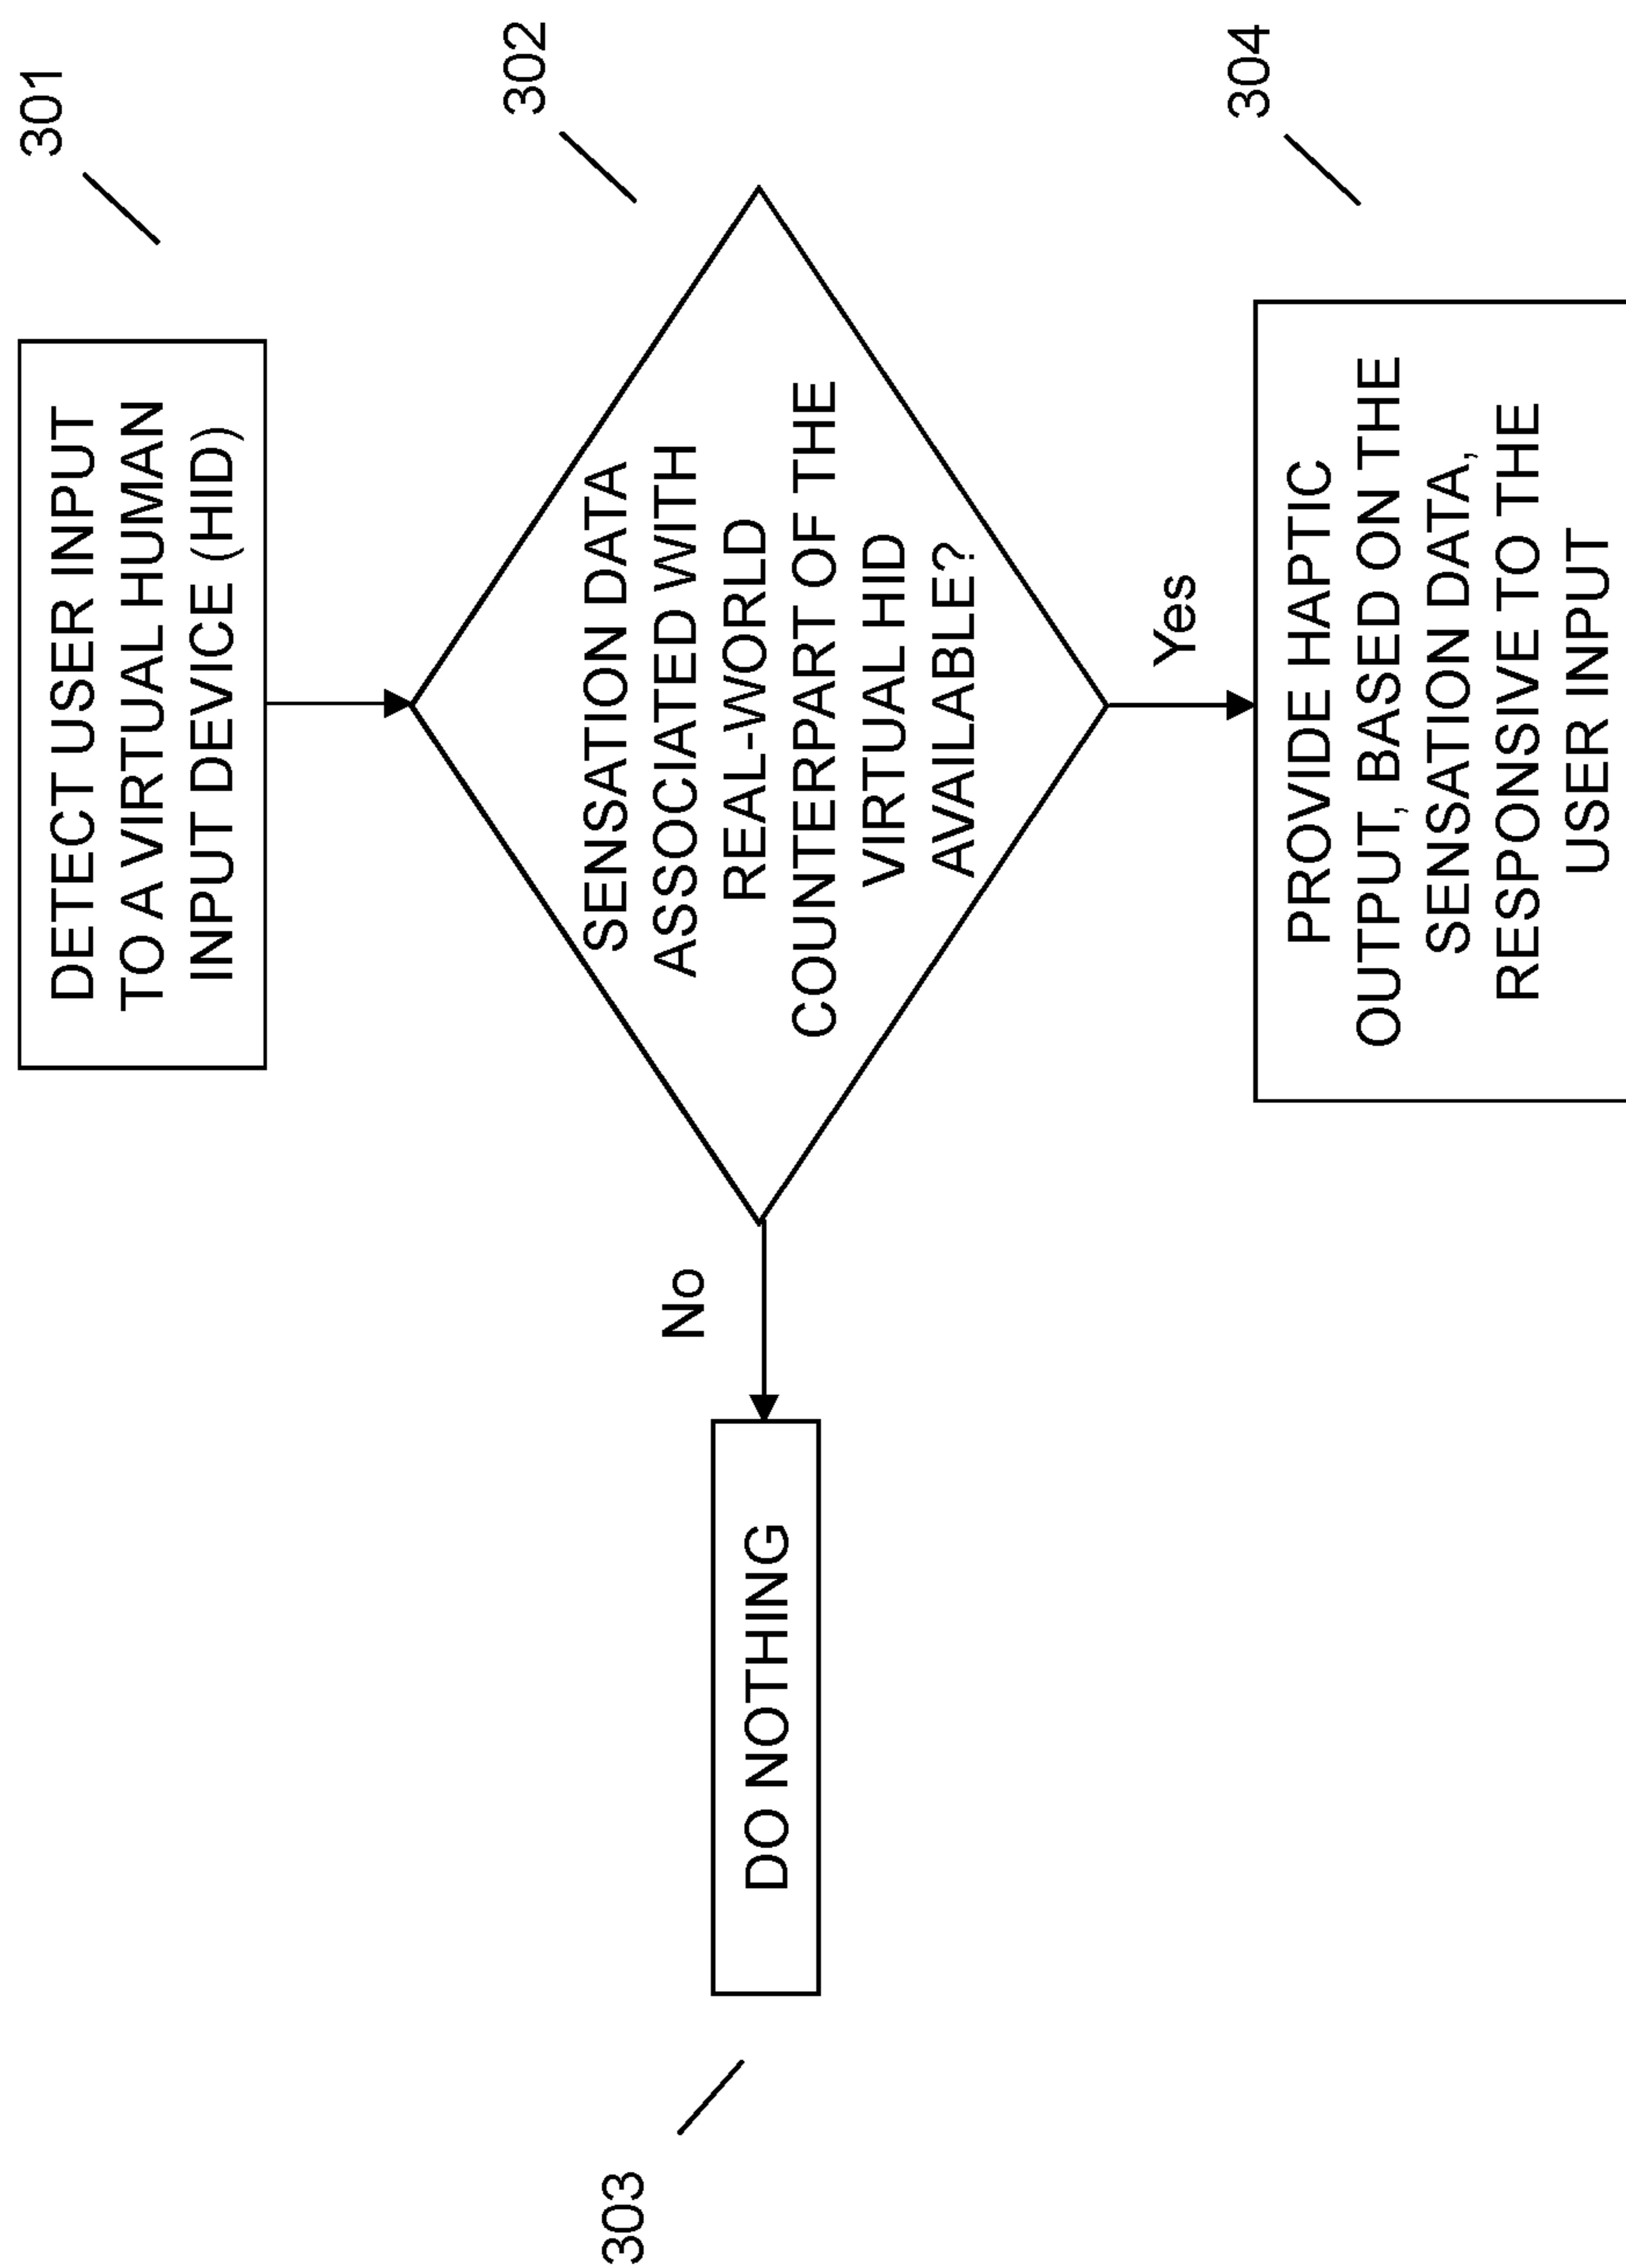 301
DETECT USER INPUT
TO A VIRTUAL HUMAN
INPUT DEVICE (HID)
302
SENSATION DATA
ASSOCIATED WITH
REAL-WORLD
COUNTERPART OF THE
VIRTUAL HID
AVAILABLE?
No
303
DO NOTHING
Yes
304
PROVIDE HAPTIC
OUTPUT, BASED ON THE
SENSATION DATA,
RESPONSIVE TO THE
USER INPUT